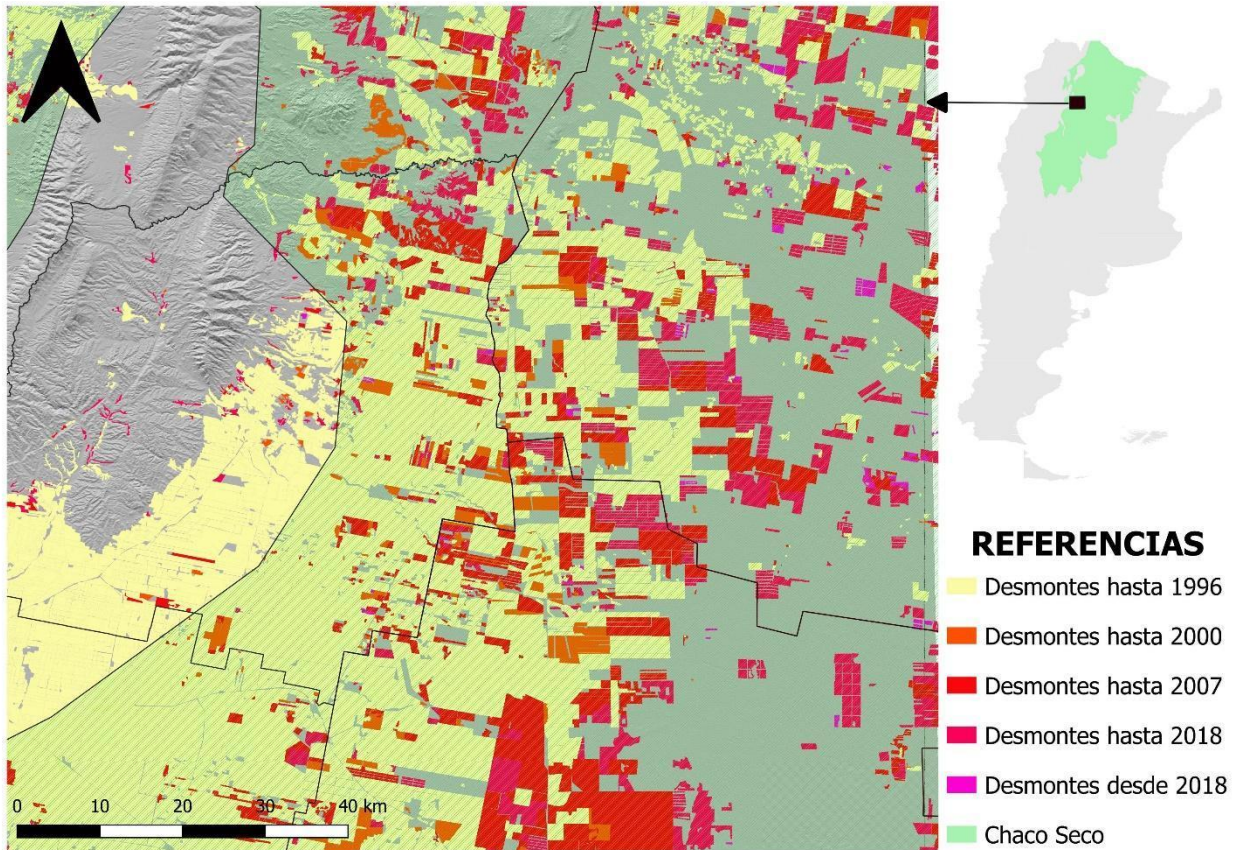 REFERENCIAS
Desmontes hasta 1996
Desmontes hasta 2000
Desmontes hasta 2007
Desmontes hasta 2018
Desmontes desde 2018
Chaco Seco
0 10 20 30 40 km